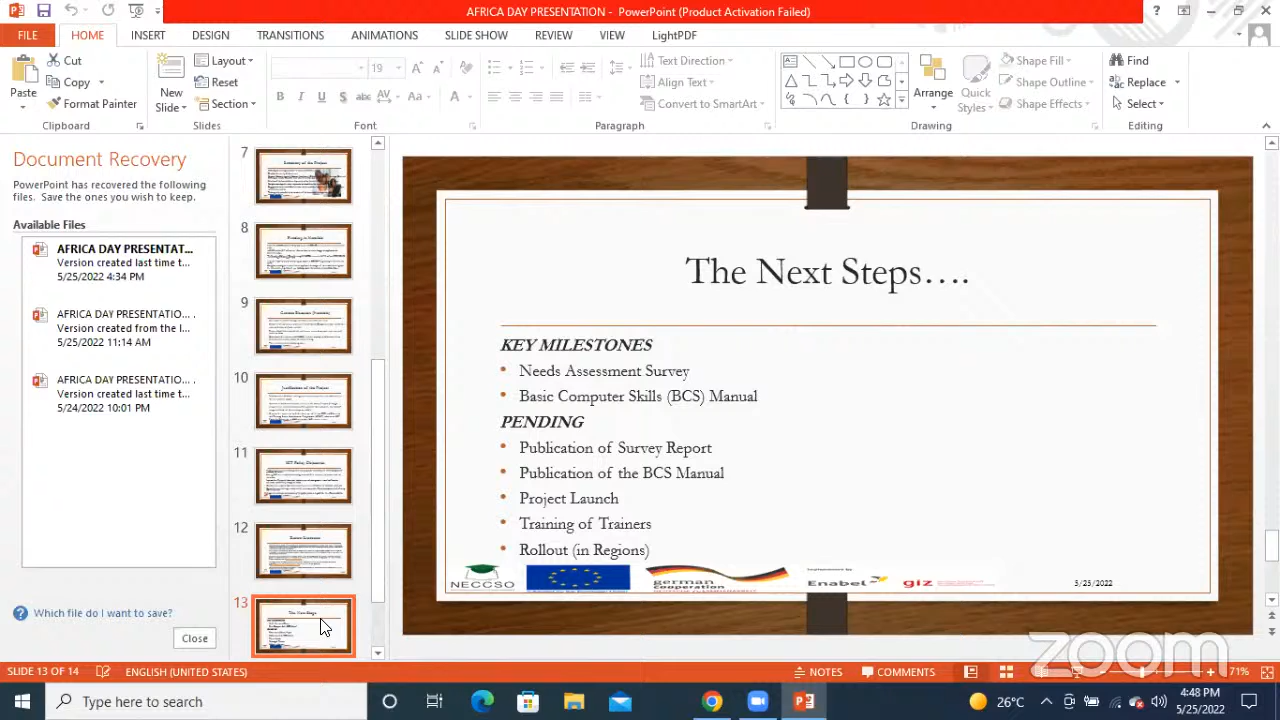 AFRICA DAY PRESENTATION - PowerPoint (Product Activation Failed)
FILE HOME INSERT DESIGN TRANSITIONS ANIMATIONS SLIDE SHOW REVIEW VIEW LightPDF
Paste
Cut
Copy
Format Painter
Clipboard
New Slide
Layout
Reset
Section
Slides
19
B I U S abc AV Aa A
Font
Text Direction
Align Text
Convert to SmartArt
Paragraph
Arrange
Quick Styles
Shape Fill
Shape Outline
Shape Effects
Drawing
Find
Replace
Select
Editing
Document Recovery
PowerPoint has recovered the following
files. Save the ones you wish to keep.
Available Files
AFRICA DAY PRESENTAT...
Version created last time t...
5/25/2022 4:34 PM
AFRICA DAY PRESENTATIO...
Version created from the l...
11:14 AM
AFRICA DAY PRESENTATIO...
Version created last time t...
5/25/2022 10:01 PM
Which file do I want to save?
Close
7
8
9
10
11
12
13
The Next Steps….
KEY MILESTONES
• Needs Assessment Survey
• Basic Computer Skills (BCS) Manual
PENDING
• Publication of Survey Report
• Publication of the BCS Manu
• Project Launch
• Training of Trainers
• Rollout (in Regions)
NECCSO
german
cooperation
Implemented by
Enabel
giz
5/25/2022
zoom
SLIDE 13 OF 14
ENGLISH (UNITED STATES)
NOTES
COMMENTS
71%
Type here to search
26°C
4:48 PM
5/25/2022